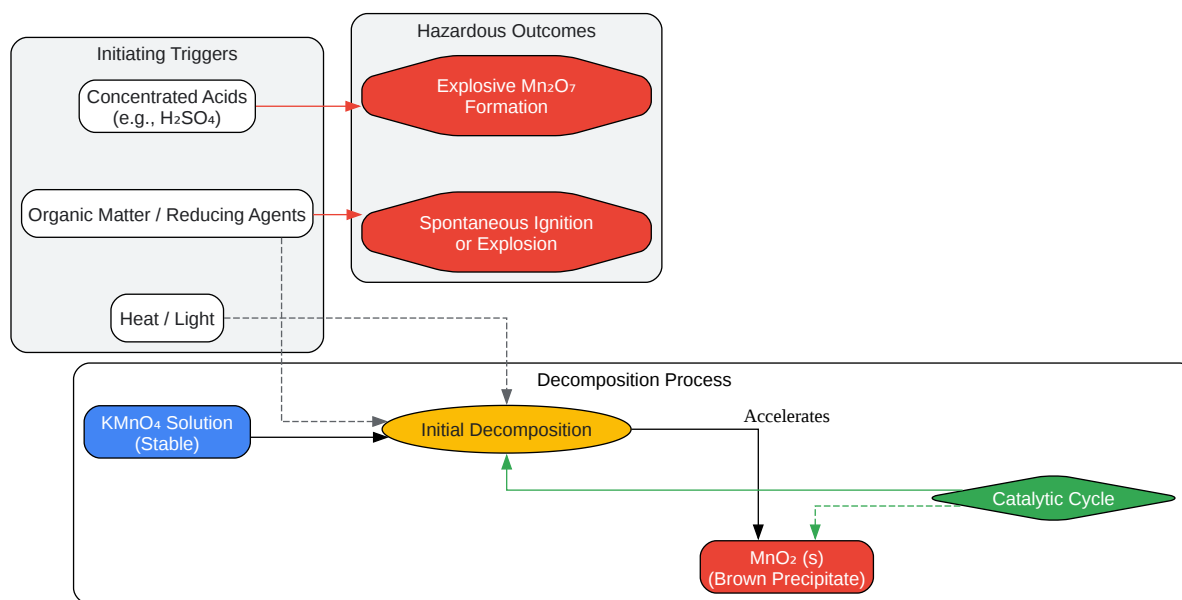 Initiating Triggers
Concentrated Acids
(e.g., H₂SO₄)
Organic Matter / Reducing Agents
Heat / Light
Hazardous Outcomes
Explosive Mn₂O₇
Formation
Spontaneous Ignition
or Explosion
Decomposition Process
KMnO₄ Solution
(Stable)
Initial Decomposition
Accelerates
Catalytic Cycle
MnO₂ (s)
(Brown Precipitate)